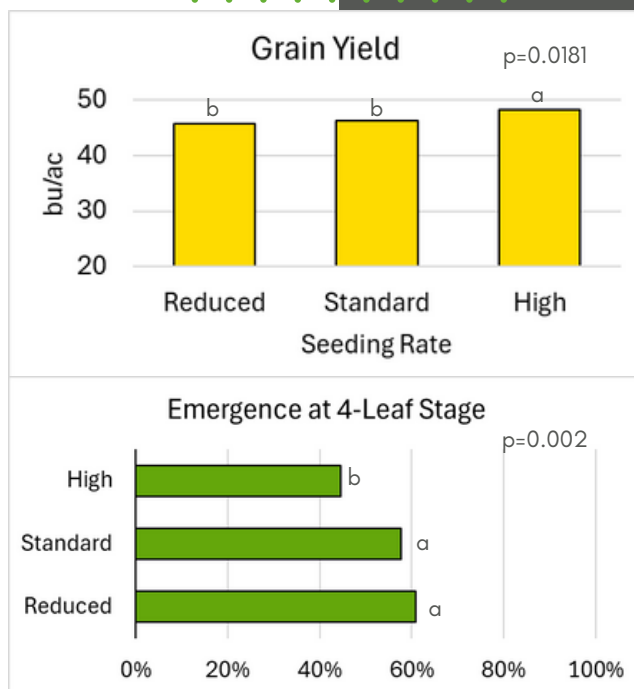 Grain Yield
p=0.0181
bu/ac
50
40
30
20
b
b
a
Reduced
Standard
High
Seeding Rate
Emergence at 4-Leaf Stage
p=0.002
High
b
Standard
a
Reduced
a
0%
20%
40%
60%
80%
100%